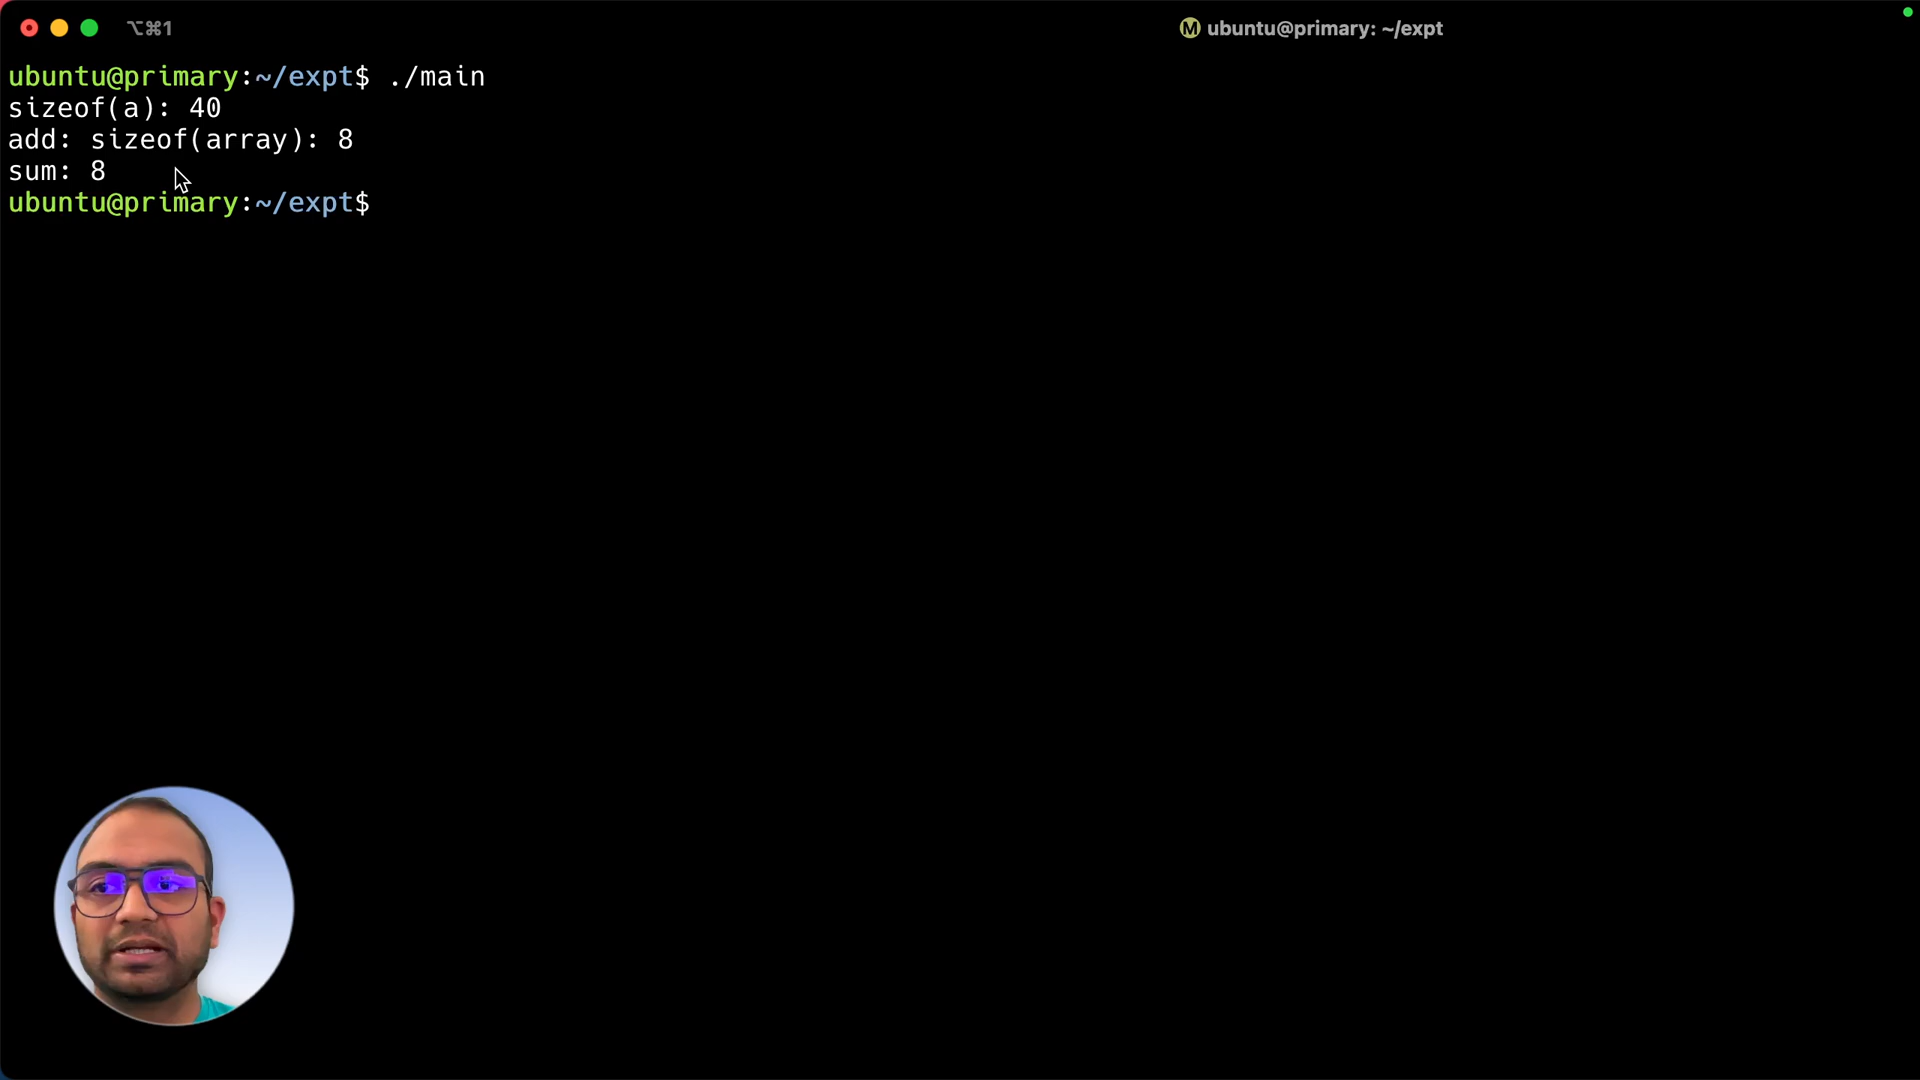 ⌥⌘1
M ubuntu@primary: ~/expt
ubuntu@primary:~/expt$ ./main
sizeof(a): 40
add: sizeof(array): 8
sum: 8
ubuntu@primary:~/expt$